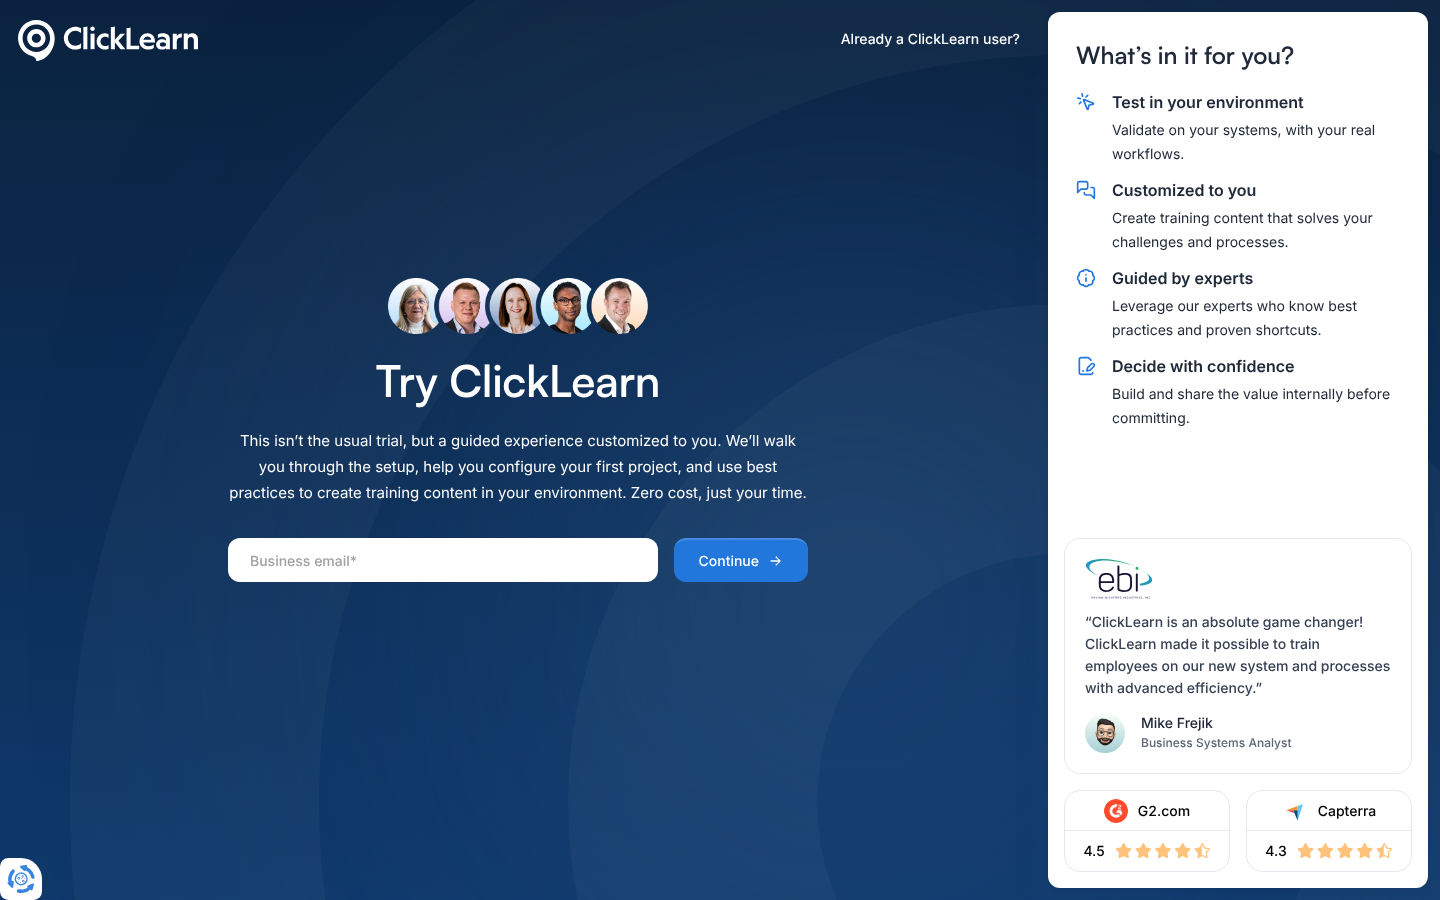 ClickLearn
Already a ClickLearn user?
Try ClickLearn
This isn’t the usual trial, but a guided experience customized to you. We’ll walk
you through the setup, help you configure your first project, and use best
practices to create training content in your environment. Zero cost, just your time.
Business email*
Continue
What’s in it for you?
Test in your environment
Validate on your systems, with your real
workflows.
Customized to you
Create training content that solves your
challenges and processes.
Guided by experts
Leverage our experts who know best
practices and proven shortcuts.
Decide with confidence
Build and share the value internally before
committing.
ebi
“ClickLearn is an absolute game changer!
ClickLearn made it possible to train
employees on our new system and processes
with advanced efficiency.”
Mike Frejik
Business Systems Analyst
G2.com
4.5
Capterra
4.3